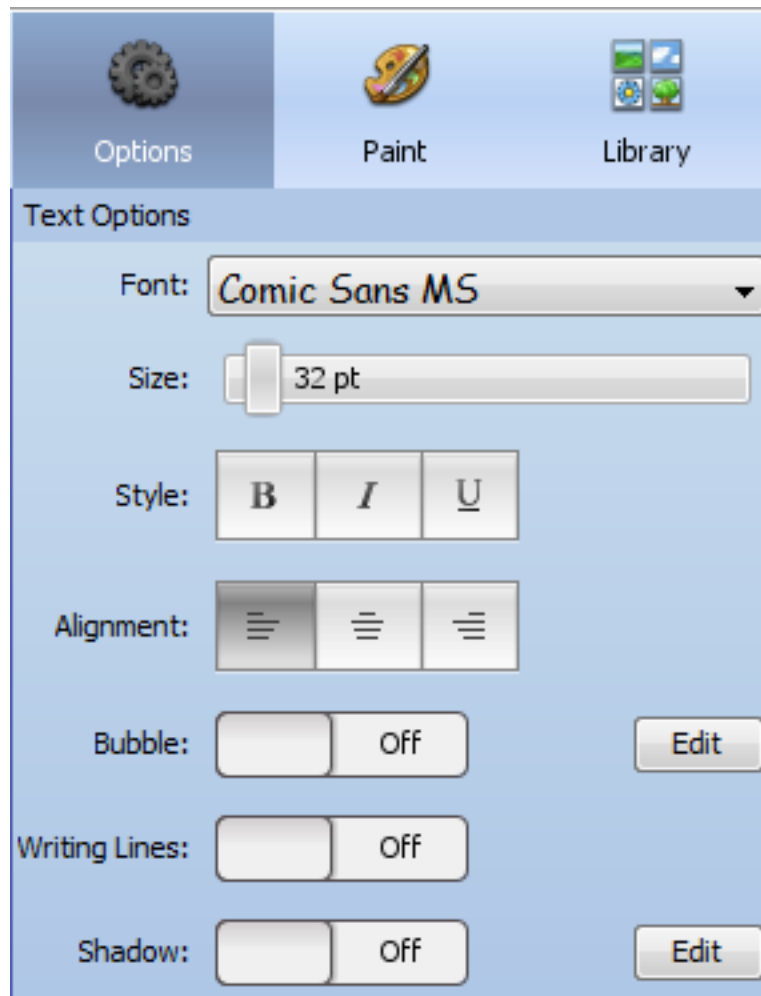 Options Paint Library
Text Options
Font: Comic Sans MS
Size: 32 pt
Style: B I U
Alignment:
Bubble: Off Edit
Writing Lines: Off
Shadow: Off Edit